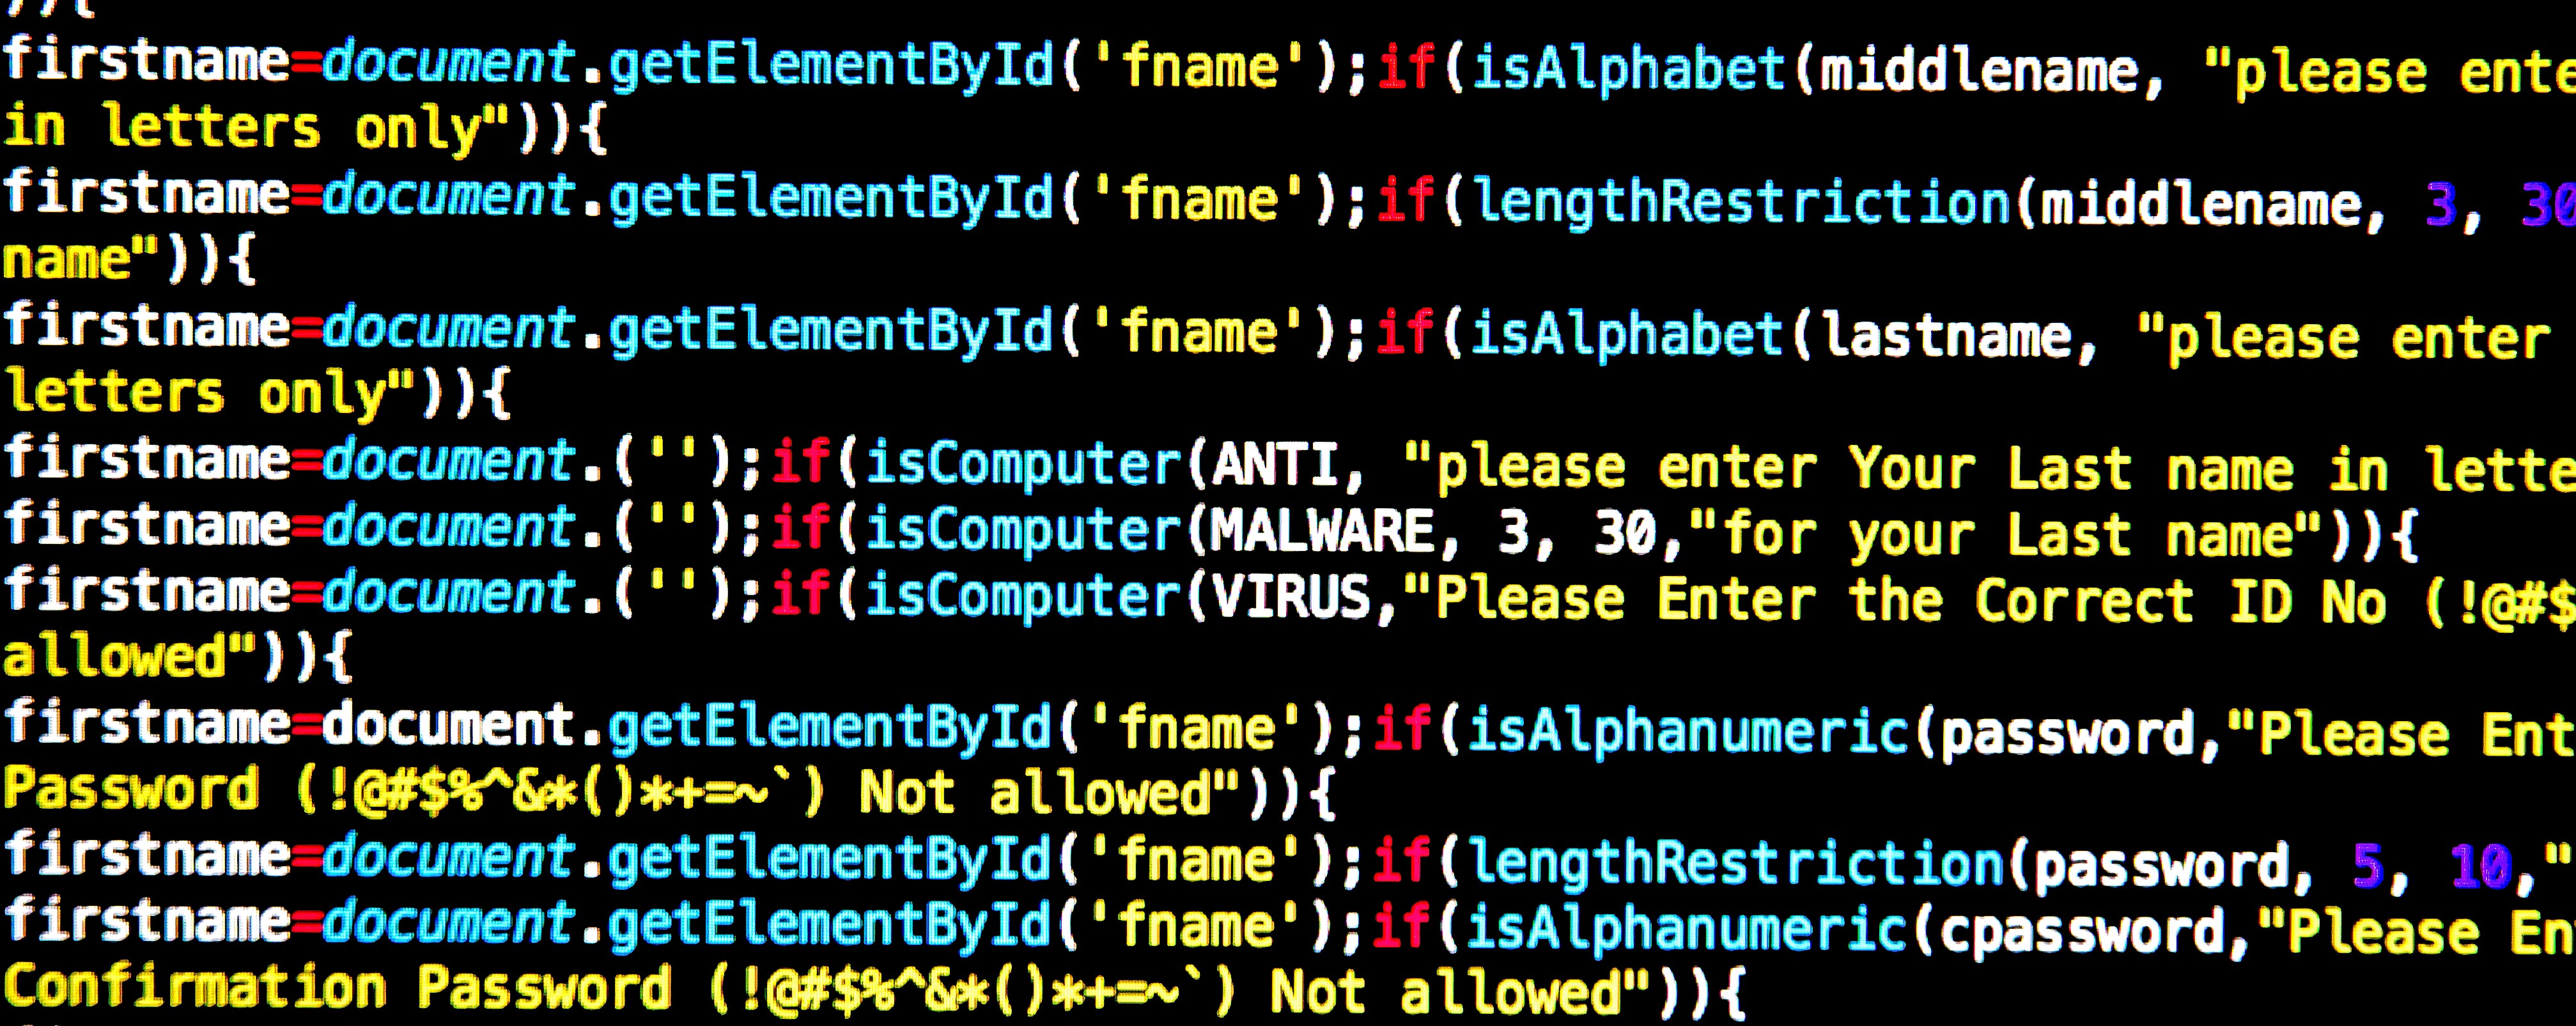 )){
firstname=document.getElementById('fname');if(isAlphabet(middlename, "please ente
in letters only")){
firstname=document.getElementById('fname');if(lengthRestriction(middlename, 3, 30
name")){
firstname=document.getElementById('fname');if(isAlphabet(lastname, "please enter
letters only")){
firstname=document.('');if(isComputer(ANTI, "please enter Your Last name in lette
firstname=document.('');if(isComputer(MALWARE, 3, 30,"for your Last name")){
firstname=document.('');if(isComputer(VIRUS,"Please Enter the Correct ID No (!@#$
allowed")){
firstname=document.getElementById('fname');if(isAlphanumeric(password,"Please Ent
Password (!@#$%^&*()*+=~`) Not allowed")){
firstname=document.getElementById('fname');if(lengthRestriction(password, 5, 10,"
firstname=document.getElementById('fname');if(isAlphanumeric(cpassword,"Please En
Confirmation Password (!@#$%^&*()*+=~`) Not allowed")){